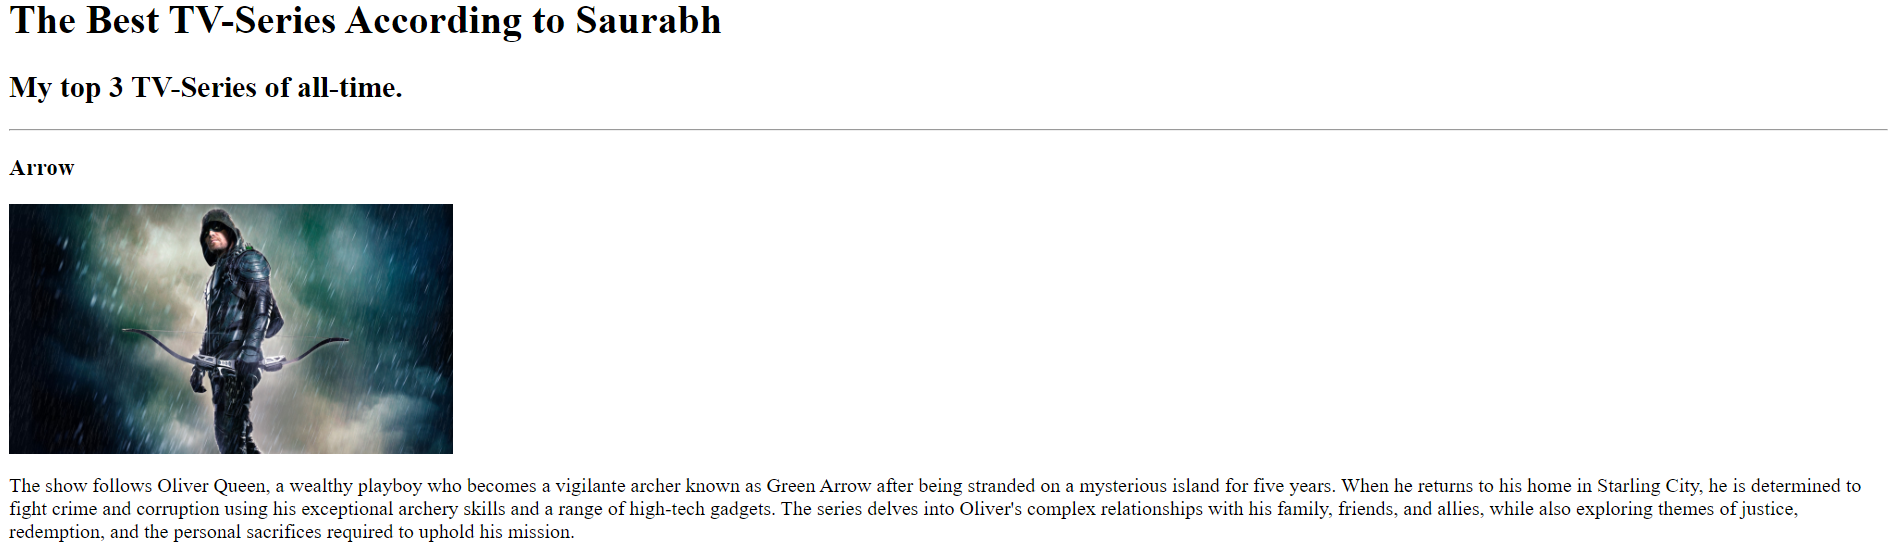 The Best TV-Series According to Saurabh
My top 3 TV-Series of all-time.
Arrow
The show follows Oliver Queen, a wealthy playboy who becomes a vigilante archer known as Green Arrow after being stranded on a mysterious island for five years. When he returns to his home in Starling City, he is determined to
fight crime and corruption using his exceptional archery skills and a range of high-tech gadgets. The series delves into Oliver's complex relationships with his family, friends, and allies, while also exploring themes of justice,
redemption, and the personal sacrifices required to uphold his mission.